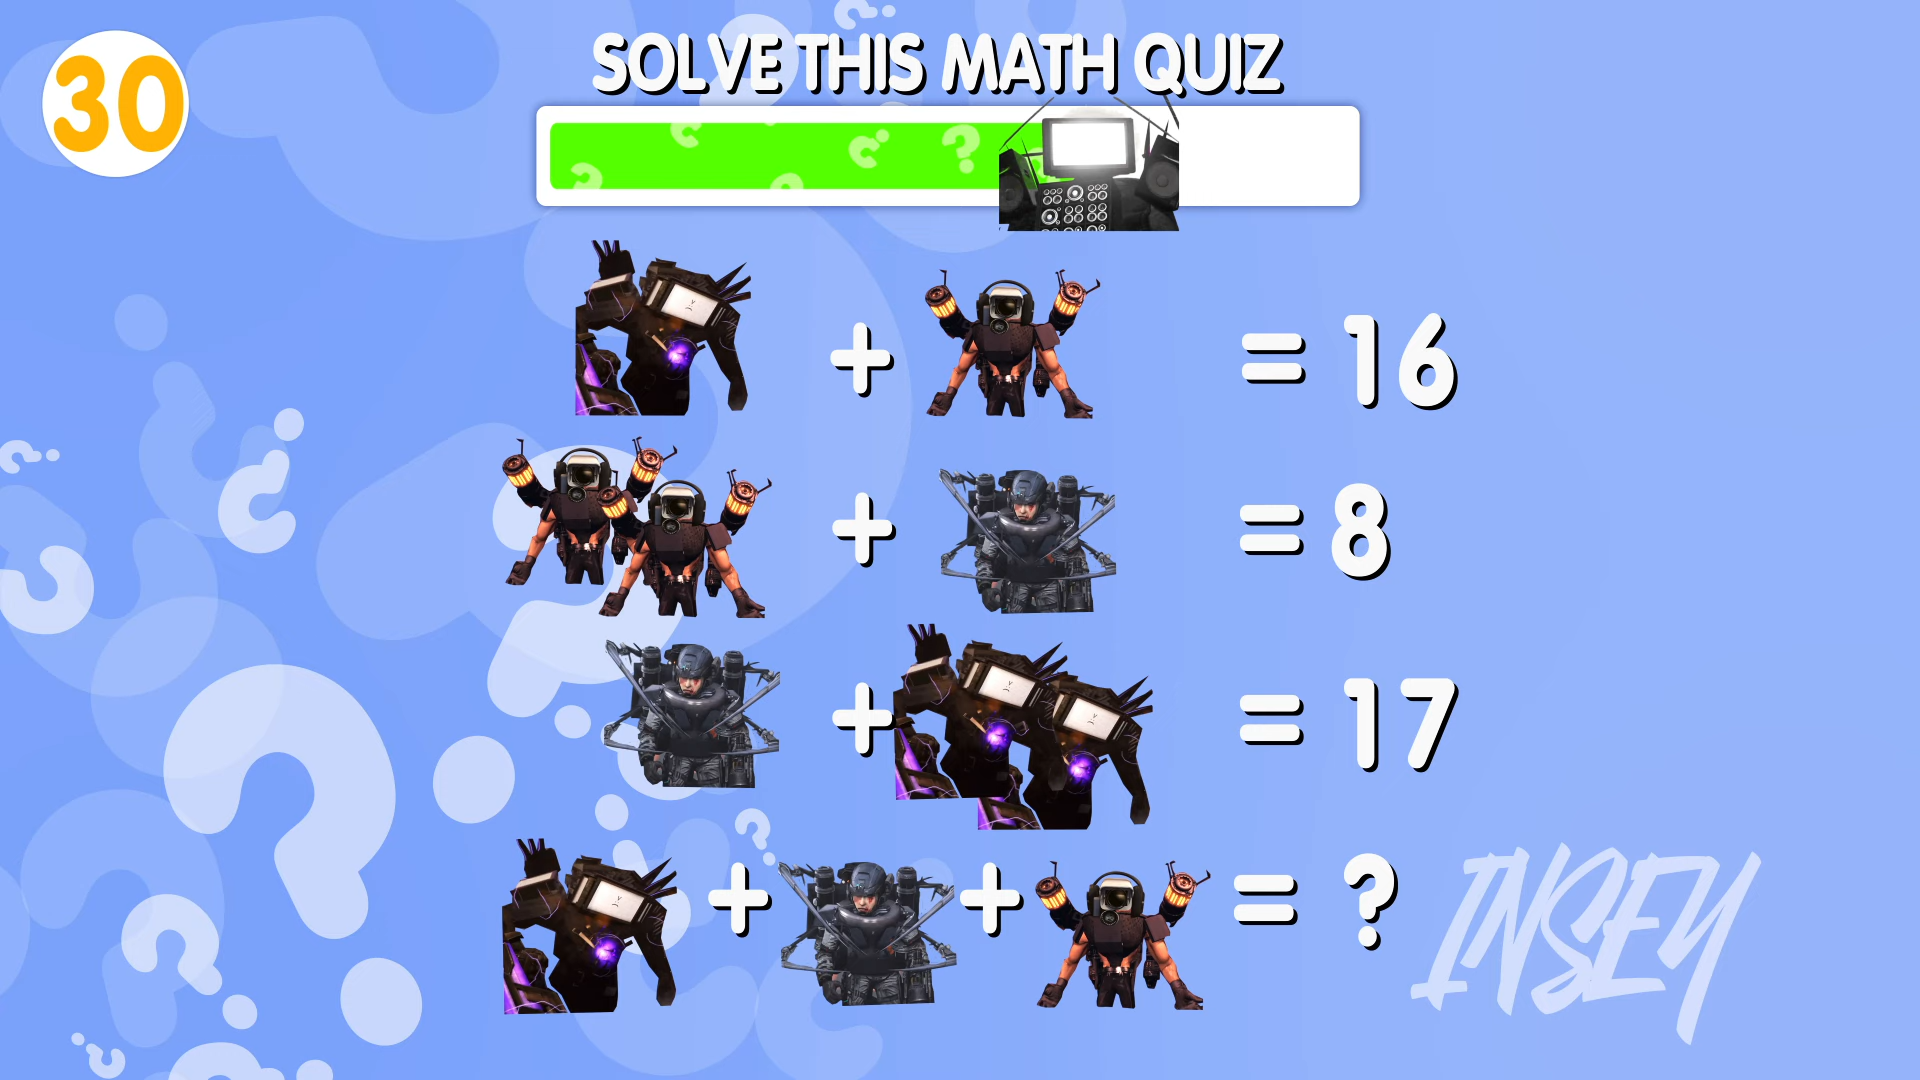 30
SOLVE THIS MATH QUIZ
+ = 16
+ = 8
+ = 17
+ + = ?
INSEY